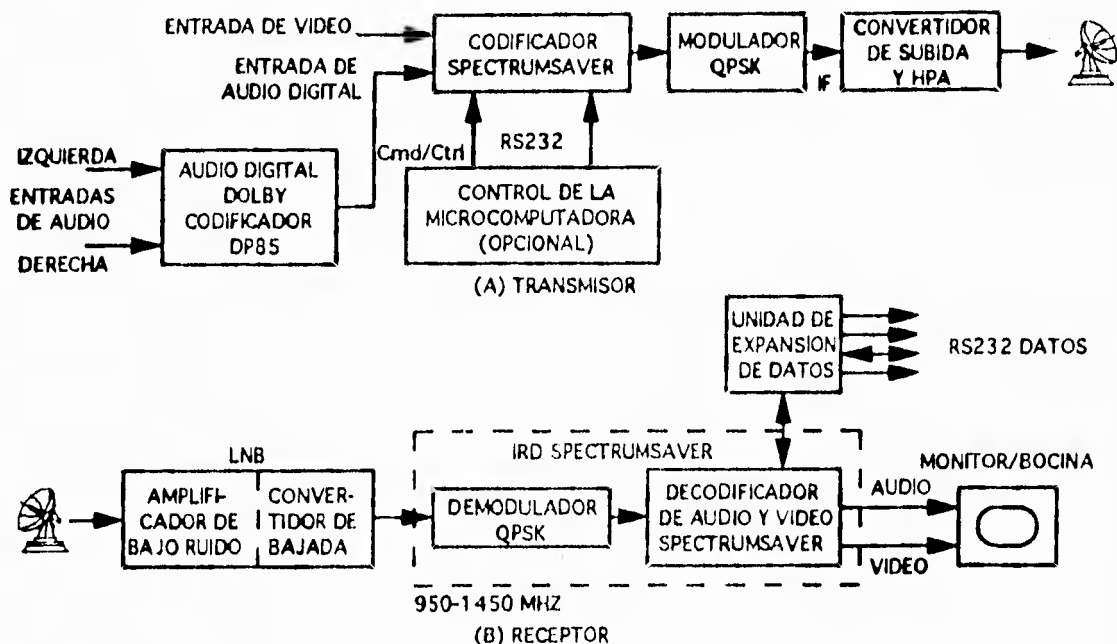 ENTRADA DE VIDEO
ENTRADA DE
AUDIO DIGITAL
CODIFICADOR
SPECTRUMSAVER
MODULADOR
QPSK
IF
CONVERTIDOR
DE SUBIDA
Y HPA
IZQUIERDA
ENTRADAS
DE AUDIO
DERECHA
AUDIO DIGITAL
DOLBY
CODIFICADOR
DP85
Cmd/Ctrl
RS232
CONTROL DE LA
MICROCOMPUTADORA
(OPCIONAL)
(A) TRANSMISOR
UNIDAD DE
EXPANSION
DE DATOS
RS232 DATOS
LNB
AMPLIFI-
CADOR DE
BAJO RUIDO
CONVER-
TIDOR DE
BAJADA
IRD SPECTRUMSAVER
DEMODULADOR
QPSK
DECODIFICADOR
DE AUDIO Y VIDEO
SPECTRUMSAVER
AUDIO
VIDEO
MONITOR/BOCINA
950-1450 MHZ
(B) RECEPTOR